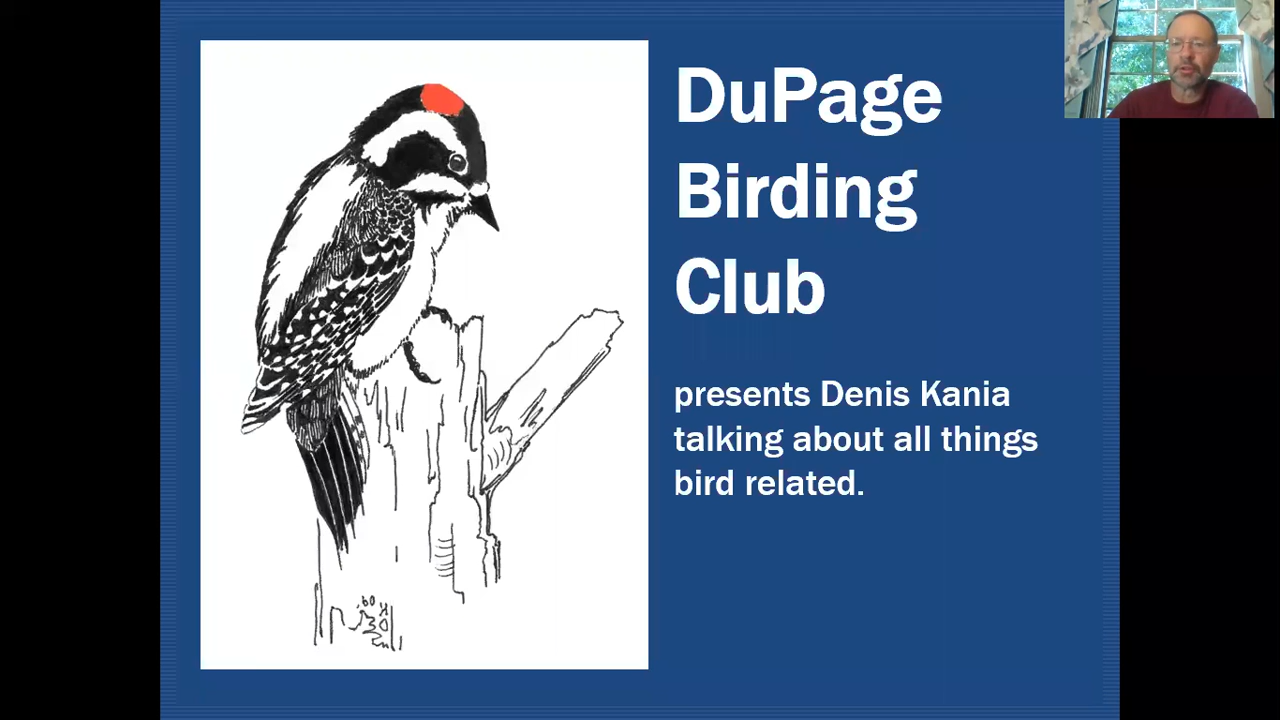 DuPage
Birding
Club
presents Denis Kania
talking about all things
bird related.